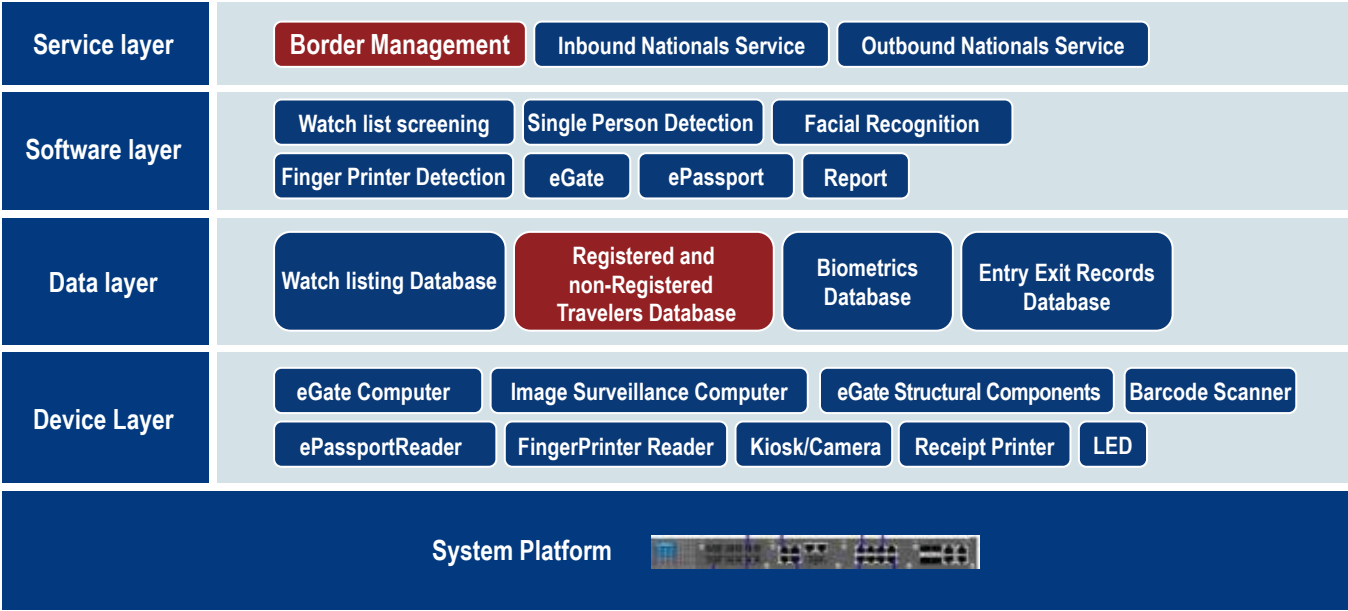 Service layer
Border Management
Inbound Nationals Service
Outbound Nationals Service
Software layer
Watch list screening
Single Person Detection
Facial Recognition
Finger Printer Detection
eGate
ePassport
Report
Data layer
Watch listing Database
Registered and
non-Registered
Travelers Database
Biometrics
Database
Entry Exit Records
Database
Device Layer
eGate Computer
Image Surveillance Computer
eGate Structural Components
Barcode Scanner
ePassportReader
FingerPrinter Reader
Kiosk/Camera
Receipt Printer
LED
System Platform